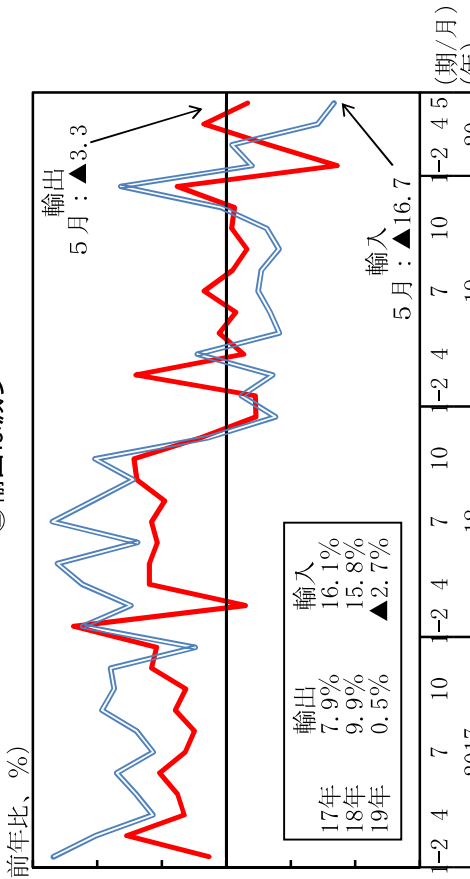 前年比、%)
輸出
5月：▲3.3
輸入
5月：▲16.7
輸出 輸入
17年 7.9% 16.1%
18年 9.9% 15.8%
19年 0.5% ▲2.7%
1-2 4 7 10 1-2 4 7 10 1-2 4 7 10 1-2 4 5 (期/月)
2017 18 19 20 (年)